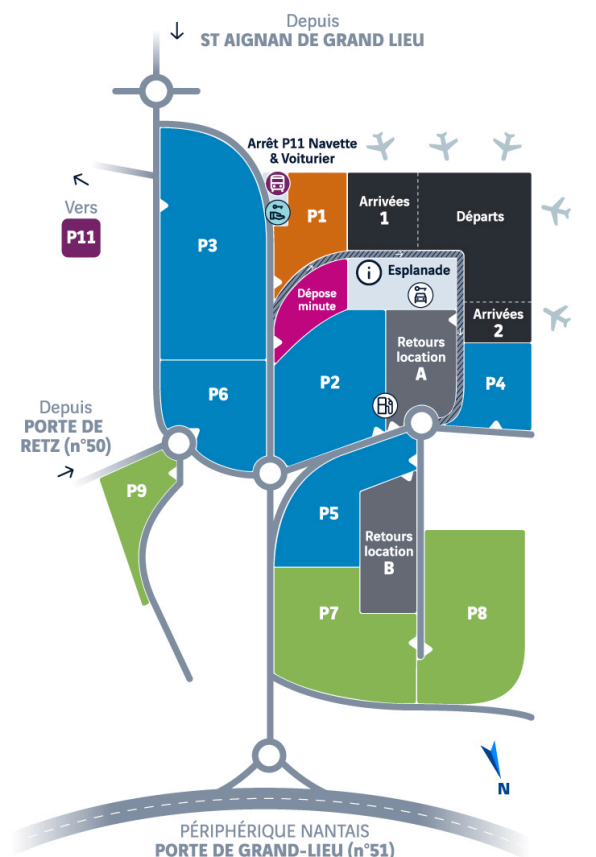 Depuis
ST AIGNAN DE GRAND LIEU
Arrêt P11 Navette
& Voiturier
Vers
P11
P3
P1
Arrivées
1
Départs
Esplanade
Dépose
minute
Arrivées
2
Retours
location
A
P2
P4
P6
Depuis
PORTE DE
RETZ (n°50)
P9
P5
Retours
location
B
P7
P8
N
PÉRIPHÉRIQUE NANTAIS
PORTE DE GRAND-LIEU (n°51)